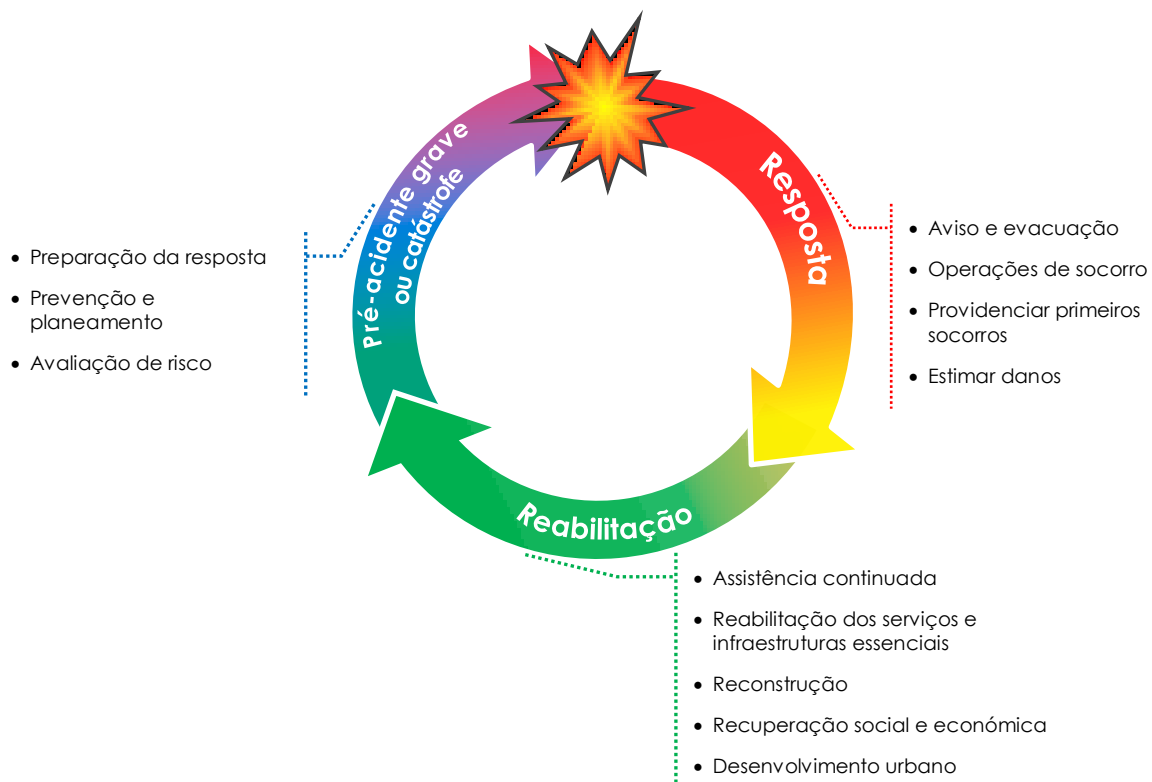 Pré-acidente grave
ou catástrofe
Resposta
Reabilitação
• Preparação da resposta
• Prevenção e
planeamento
• Avaliação de risco
• Aviso e evacuação
• Operações de socorro
• Providenciar primeiros
socorros
• Estimar danos
• Assistência continuada
• Reabilitação dos serviços e
infraestruturas essenciais
• Reconstrução
• Recuperação social e económica
• Desenvolvimento urbano